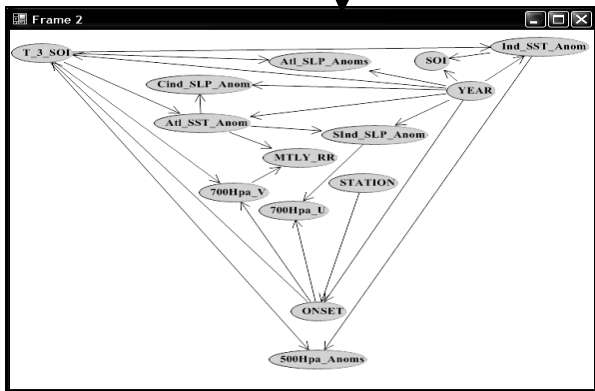 Frame 2
T_3_SOI
Ind_SST_Anom
Atl_SLP_Anoms
SOI
Cind_SLP_Anom
YEAR
Atl_SST_Anom
SInd_SLP_Anom
MTLY_RR
STATION
700Hpa_V
700Hpa_U
ONSET
500Hpa_Anoms